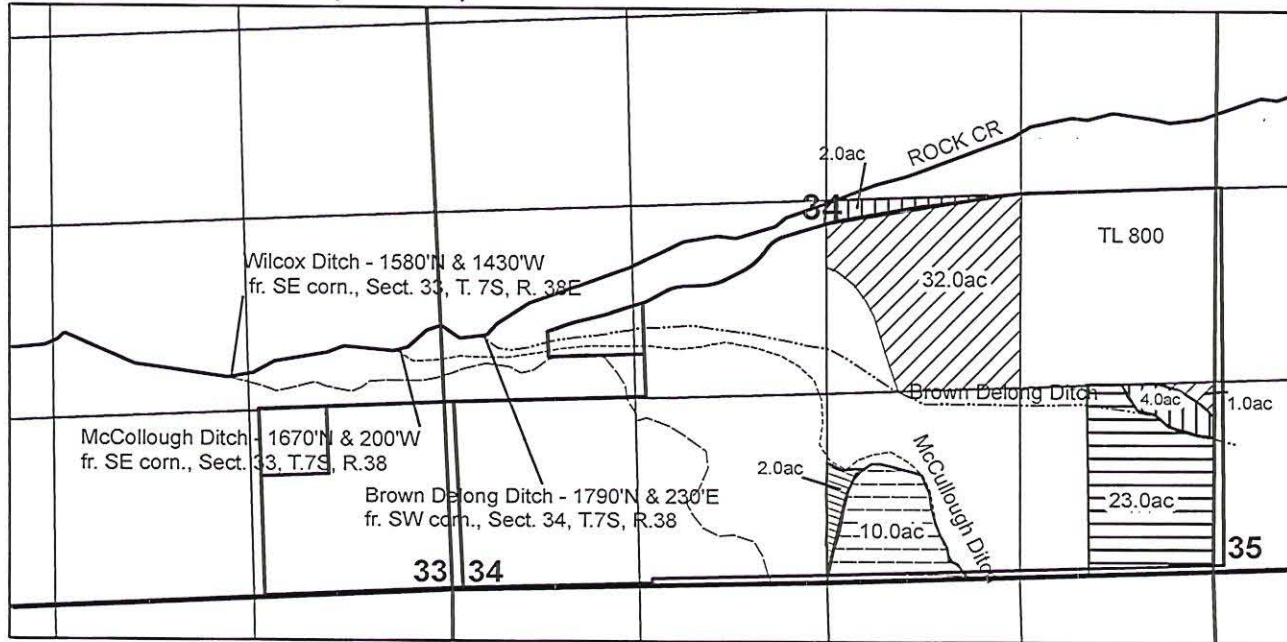 2.0ac
ROCK CR
34
TL 800
Wilcox Ditch - 1580'N & 1430'W
fr. SE corn., Sect. 33, T. 7S, R. 38E
32.0ac
Brown Delong Ditch
4.0ac
1.0ac
McCollough Ditch - 1670'N & 200'W
fr. SE corn., Sect. 33, T.7S, R.38
Brown Delong Ditch - 1790'N & 230'E
fr. SW corn., Sect. 34, T.7S, R.38
2.0ac
McCullough Ditch
10.0ac
23.0ac
33 34
35